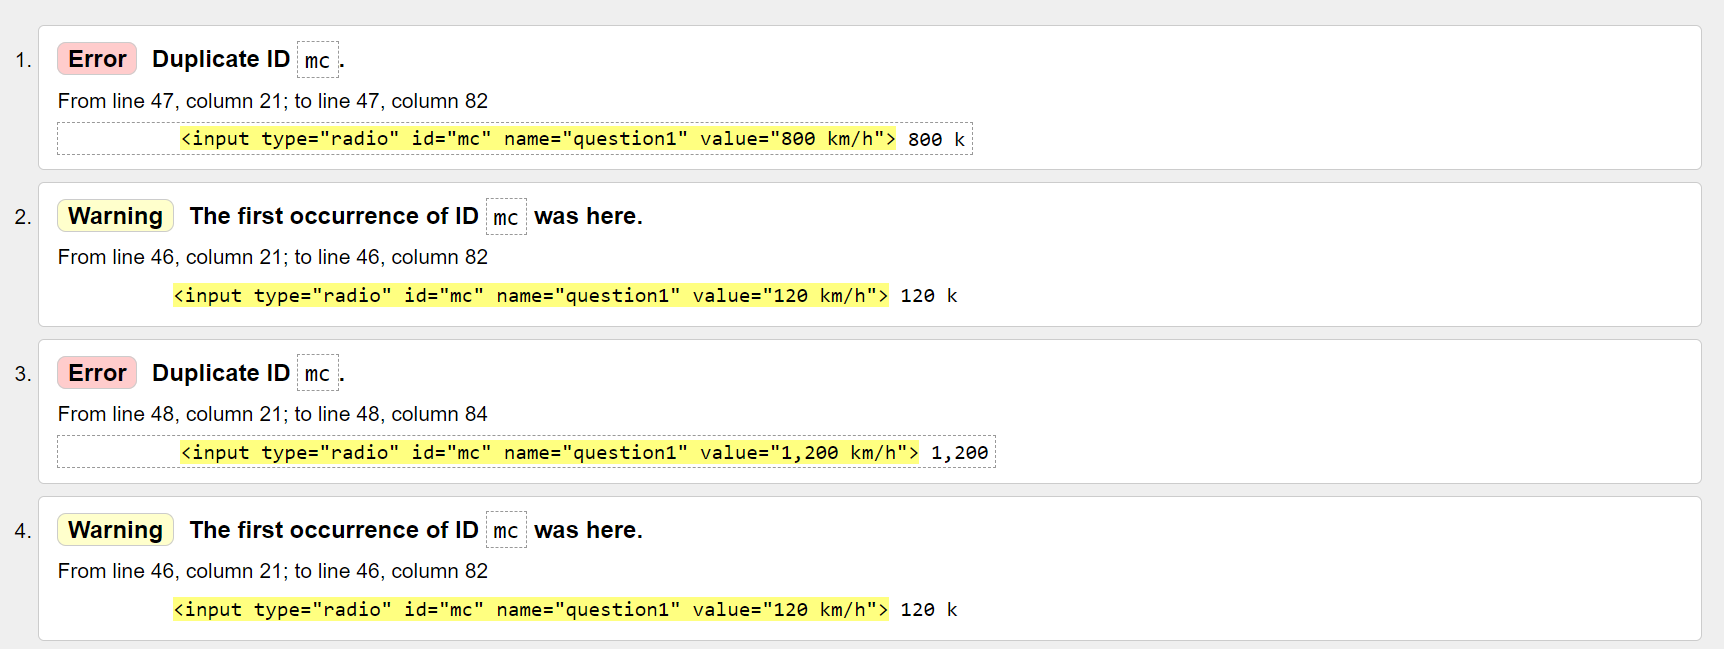 1. Error Duplicate ID mc.
From line 47, column 21; to line 47, column 82
<input type="radio" id="mc" name="question1" value="800 km/h"> 800 k
2. Warning The first occurrence of ID mc was here.
From line 46, column 21; to line 46, column 82
<input type="radio" id="mc" name="question1" value="120 km/h"> 120 k
3. Error Duplicate ID mc.
From line 48, column 21; to line 48, column 84
<input type="radio" id="mc" name="question1" value="1,200 km/h"> 1,200
4. Warning The first occurrence of ID mc was here.
From line 46, column 21; to line 46, column 82
<input type="radio" id="mc" name="question1" value="120 km/h"> 120 k